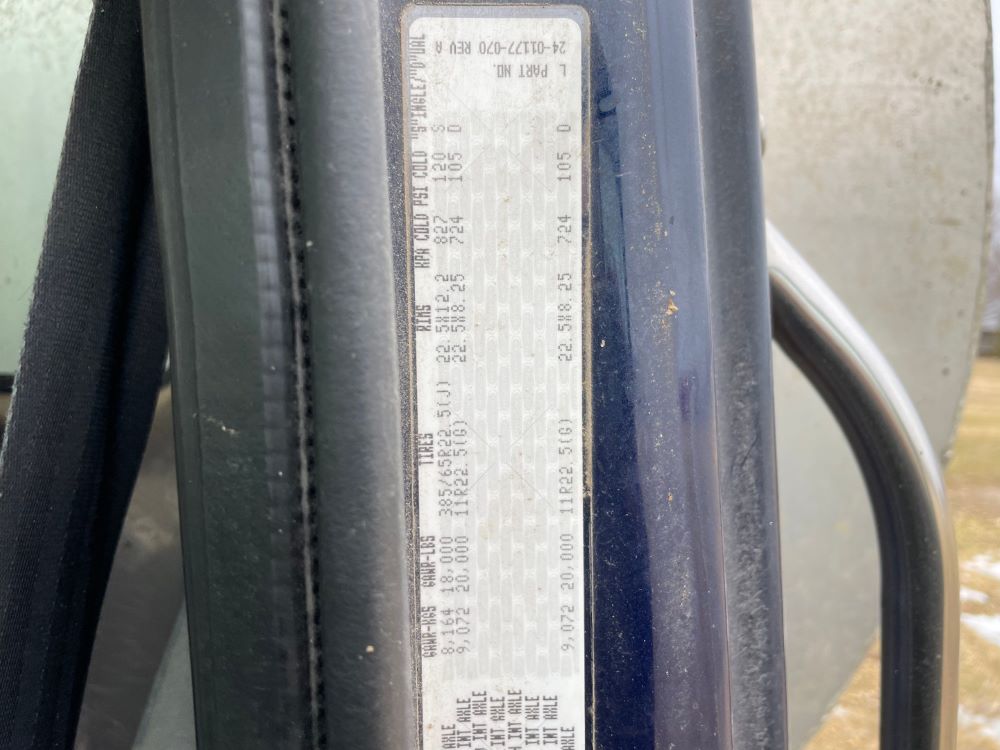 GAWR-KGS GAWR-LBS TIRES RIMS KPA COLD PSI COLD "S"INGLE/"D"UAL
AXLE 8,164 18,000 385/65R22.5(J) 22.5X12.2 827 120 S
INT AXLE 9,072 20,000 11R22.5(G) 22.5X8.25 724 105 D
INT AXLE
INT AXLE
INT AXLE
INT AXLE
INT AXLE
AXLE 9,072 20,000 11R22.5(G) 22.5X8.25 724 105 D
L PART NO.
24-01177-070 REV A